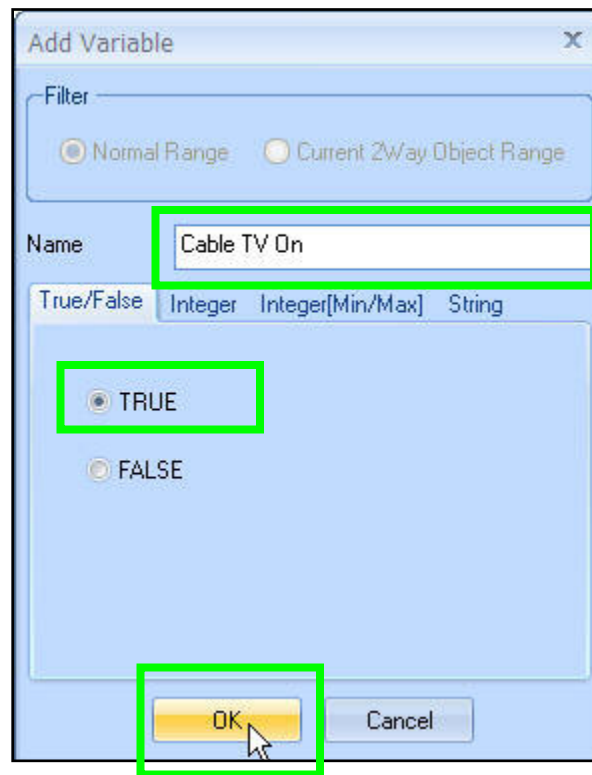 Add Variable
Filter
Normal Range Current 2Way Object Range
Name Cable TV On
True/False Integer Integer[Min/Max] String
TRUE
FALSE
OK Cancel